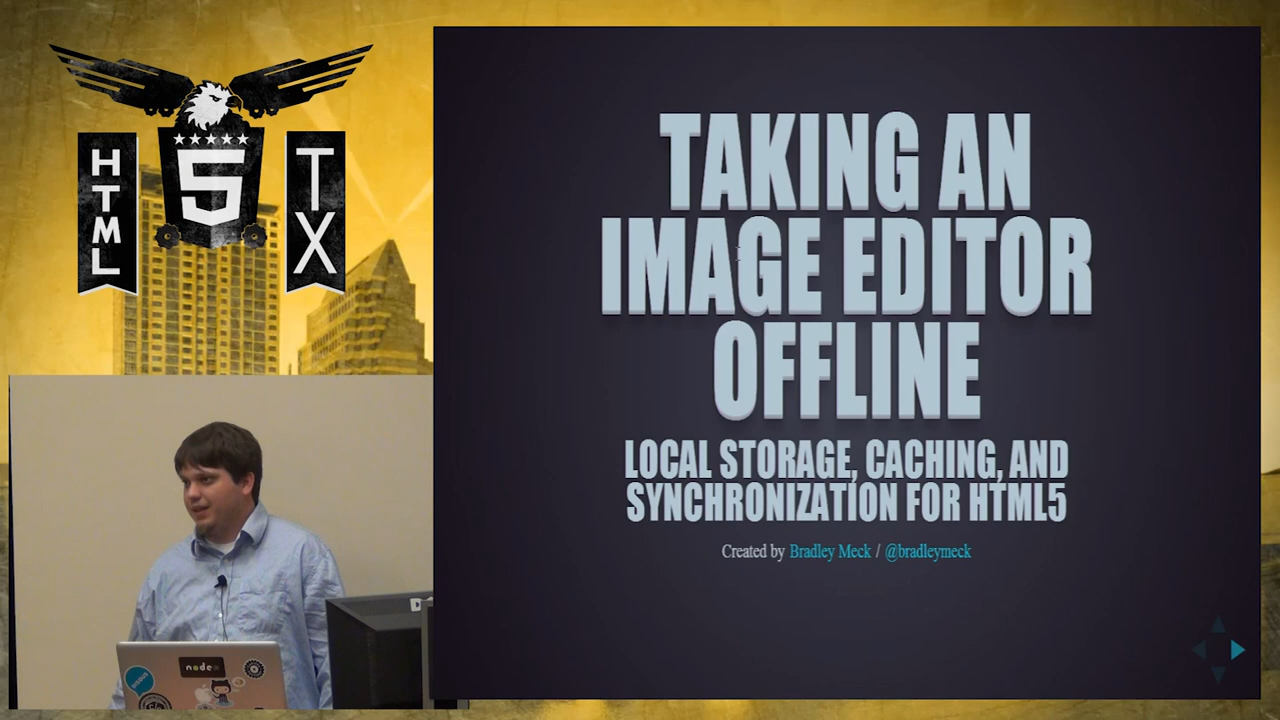 HTML
5
TX
TAKING AN
IMAGE EDITOR
OFFLINE
LOCAL STORAGE, CACHING, AND
SYNCHRONIZATION FOR HTML5
Created by Bradley Meck / @bradleymeck
node
DISQUS